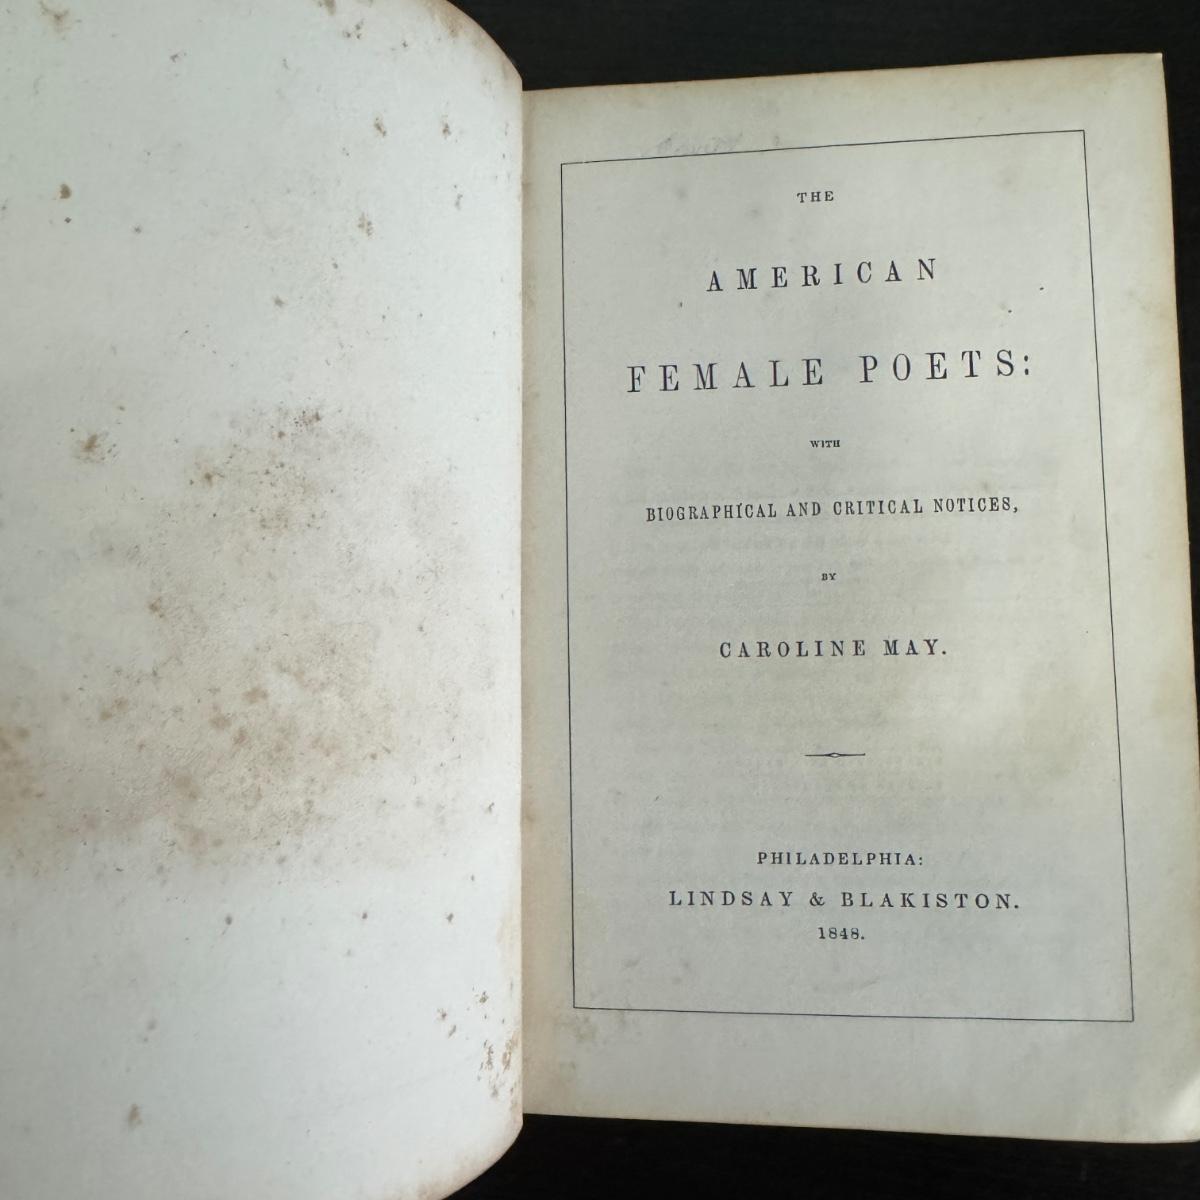 THE
AMERICAN
FEMALE POETS:
WITH
BIOGRAPHICAL AND CRITICAL NOTICES,
BY
CAROLINE MAY.
PHILADELPHIA:
LINDSAY & BLAKISTON.
1848.